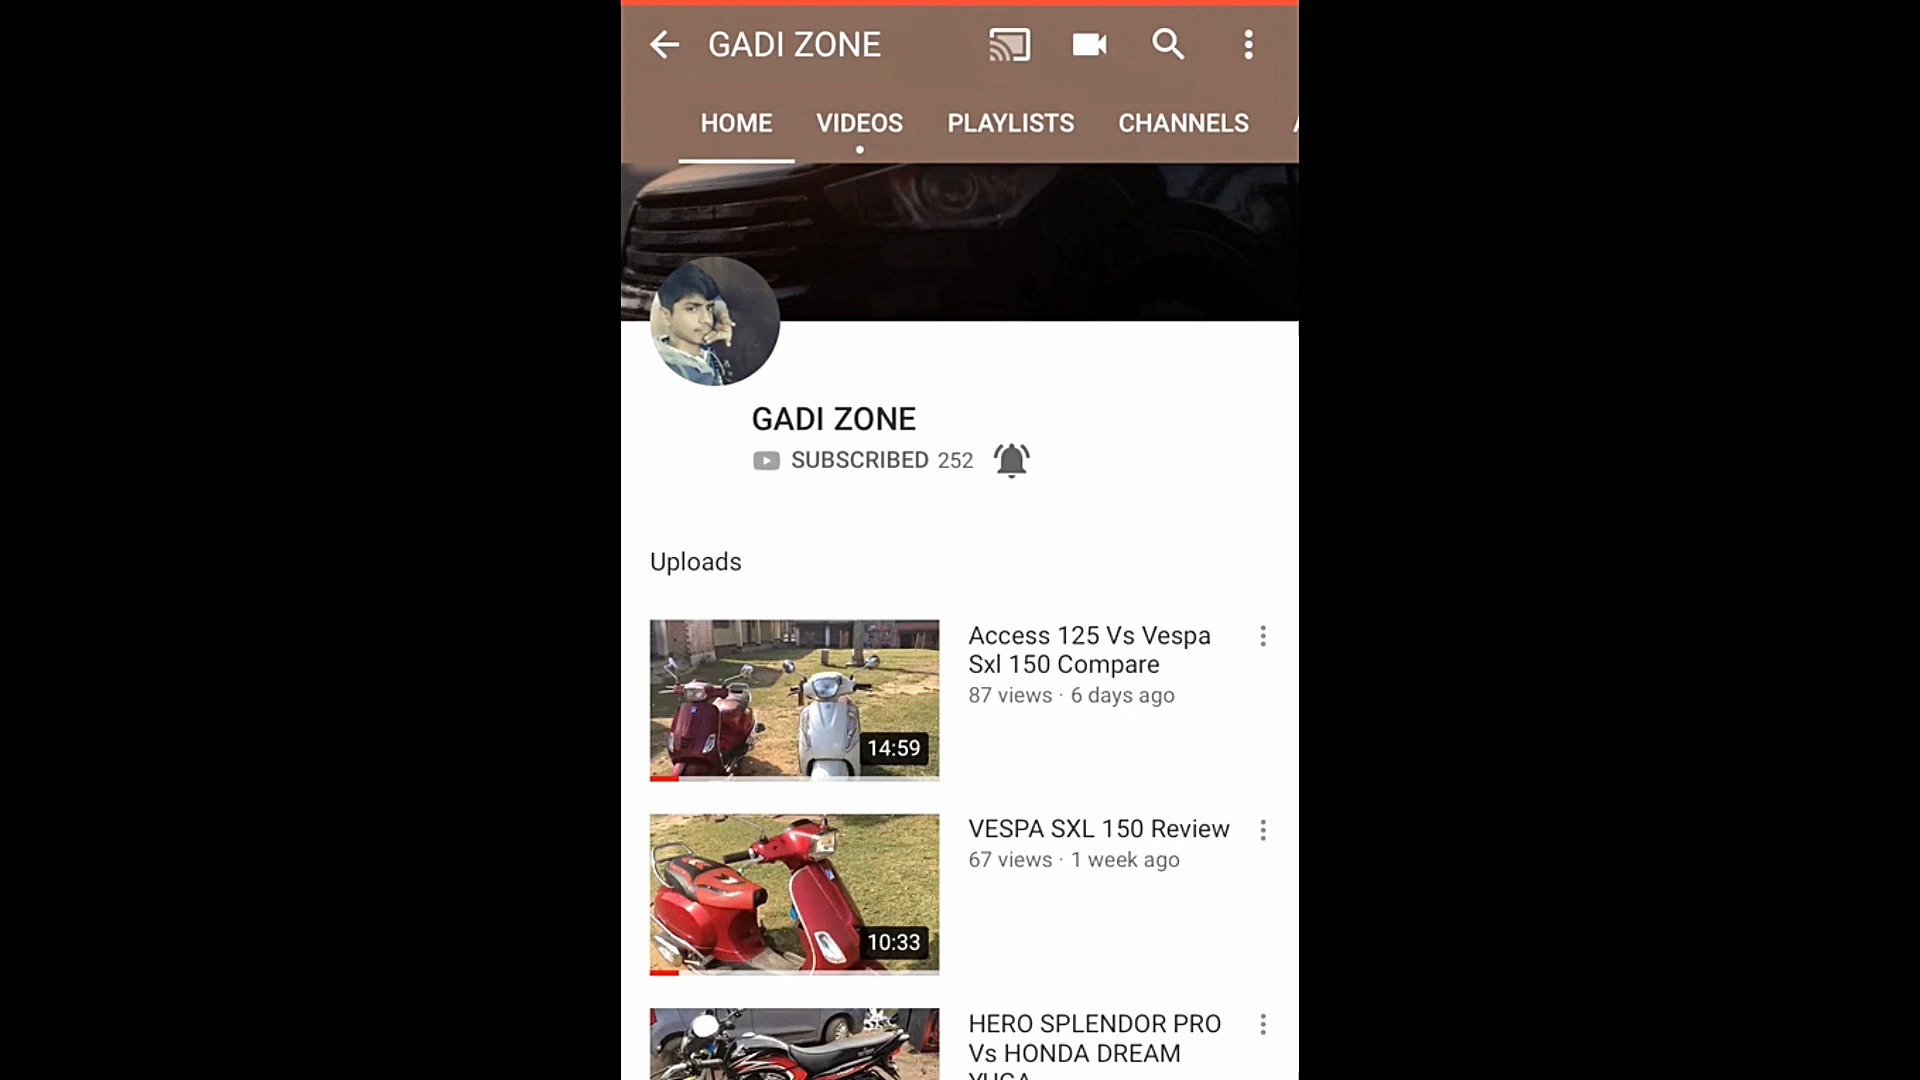 GADI ZONE
HOME VIDEOS PLAYLISTS CHANNELS
GADI ZONE
SUBSCRIBED 252
Uploads
Access 125 Vs Vespa
Sxl 150 Compare
87 views · 6 days ago
14:59
VESPA SXL 150 Review
67 views · 1 week ago
10:33
HERO SPLENDOR PRO
Vs HONDA DREAM